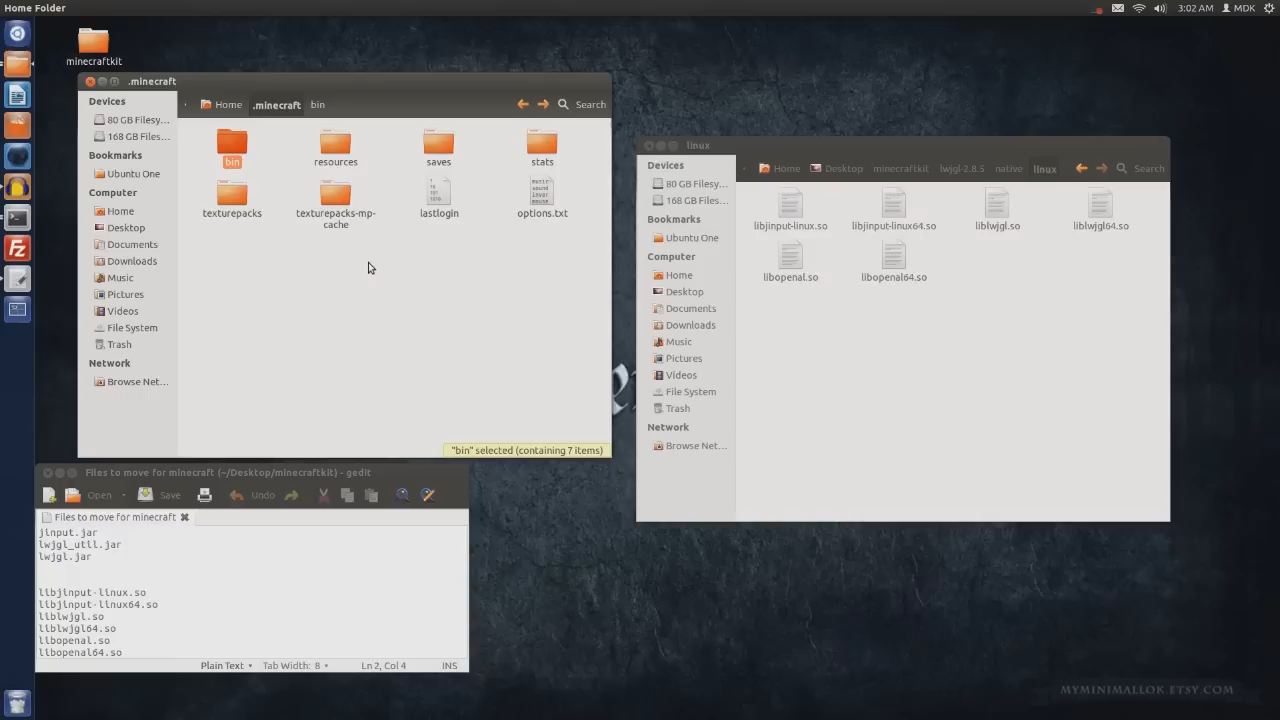 Home Folder
3:02 AM
MDK
minecraftkit
.minecraft
Devices
80 GB Filesy...
168 GB Files...
Bookmarks
Ubuntu One
Computer
Home
Desktop
Documents
Downloads
Music
Pictures
Videos
File System
Trash
Network
Browse Net...
Home
.minecraft
bin
Search
bin
resources
saves
stats
texturepacks
texturepacks-mp-
cache
lastlogin
options.txt
"bin" selected (containing 7 items)
linux
Devices
80 GB Filesy...
168 GB Files...
Bookmarks
Ubuntu One
Computer
Home
Desktop
Documents
Downloads
Music
Pictures
Videos
File System
Trash
Network
Browse Net...
Home
Desktop
minecraftkit
lwjgl-2.8.5
native
linux
Search
libjinput-linux.so
libjinput-linux64.so
liblwjgl.so
liblwjgl64.so
libopenal.so
libopenal64.so
Files to move for minecraft (~/Desktop/minecraftkit) - gedit
Open
Save
Undo
Files to move for minecraft
jinput.jar
lwjgl_util.jar
lwjgl.jar
libjinput-linux.so
libjinput-linux64.so
liblwjgl.so
liblwjgl64.so
libopenal.so
libopenal64.so
Plain Text
Tab Width: 8
Ln 2, Col 4
INS
MYMINIMALLOK.ETSY.COM